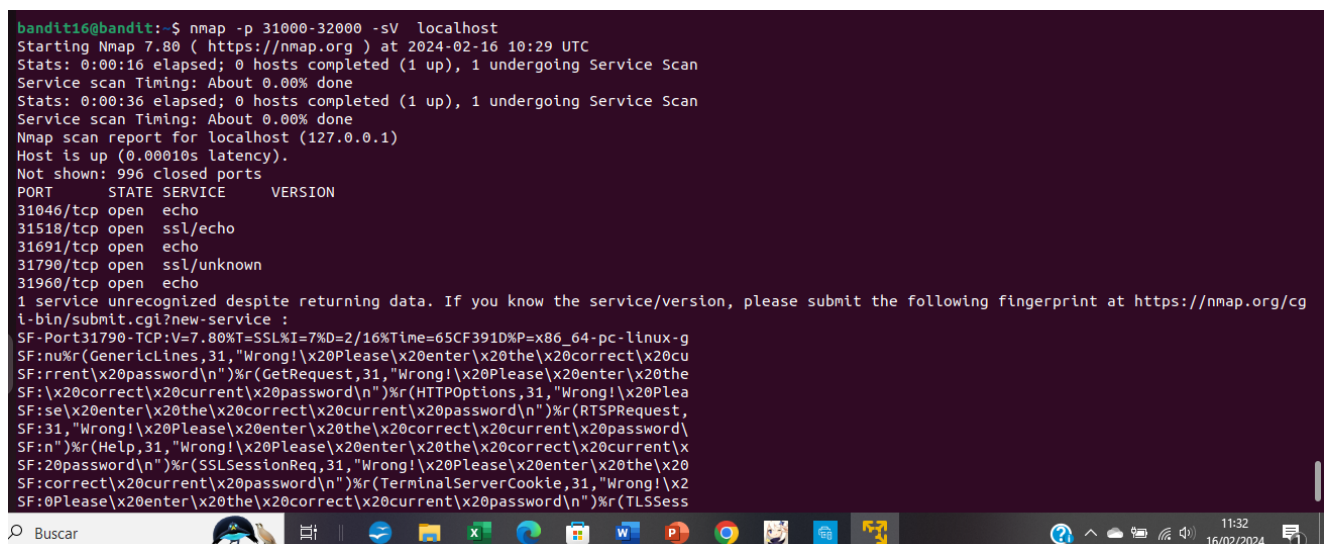 bandit16@bandit:~$ nmap -p 31000-32000 -sV  localhost
Starting Nmap 7.80 ( https://nmap.org ) at 2024-02-16 10:29 UTC
Stats: 0:00:16 elapsed; 0 hosts completed (1 up), 1 undergoing Service Scan
Service scan Timing: About 0.00% done
Stats: 0:00:36 elapsed; 0 hosts completed (1 up), 1 undergoing Service Scan
Service scan Timing: About 0.00% done
Nmap scan report for localhost (127.0.0.1)
Host is up (0.00010s latency).
Not shown: 996 closed ports
PORT      STATE SERVICE     VERSION
31046/tcp open  echo
31518/tcp open  ssl/echo
31691/tcp open  echo
31790/tcp open  ssl/unknown
31960/tcp open  echo
1 service unrecognized despite returning data. If you know the service/version, please submit the following fingerprint at https://nmap.org/cg
i-bin/submit.cgi?new-service :
SF-Port31790-TCP:V=7.80%T=SSL%I=7%D=2/16%Time=65CF391D%P=x86_64-pc-linux-g
SF:nu%r(GenericLines,31,"Wrong!\x20Please\x20enter\x20the\x20correct\x20cu
SF:rrent\x20password\n")%r(GetRequest,31,"Wrong!\x20Please\x20enter\x20the
SF:\x20correct\x20current\x20password\n")%r(HTTPOptions,31,"Wrong!\x20Plea
SF:se\x20enter\x20the\x20correct\x20current\x20password\n")%r(RTSPRequest,
SF:31,"Wrong!\x20Please\x20enter\x20the\x20correct\x20current\x20password\
SF:n")%r(Help,31,"Wrong!\x20Please\x20enter\x20the\x20correct\x20current\x
SF:20password\n")%r(SSLSessionReq,31,"Wrong!\x20Please\x20enter\x20the\x20
SF:correct\x20current\x20password\n")%r(TerminalServerCookie,31,"Wrong!\x2
SF:0Please\x20enter\x20the\x20correct\x20current\x20password\n")%r(TLSSess
Buscar
11:32
16/02/2024